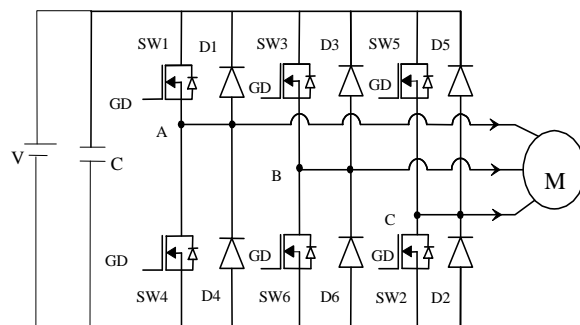 SW1 D1 SW3 D3 SW5 D5
GD GD GD
A
V C
B
M
C
GD GD GD
SW4 D4 SW6 D6 SW2 D2